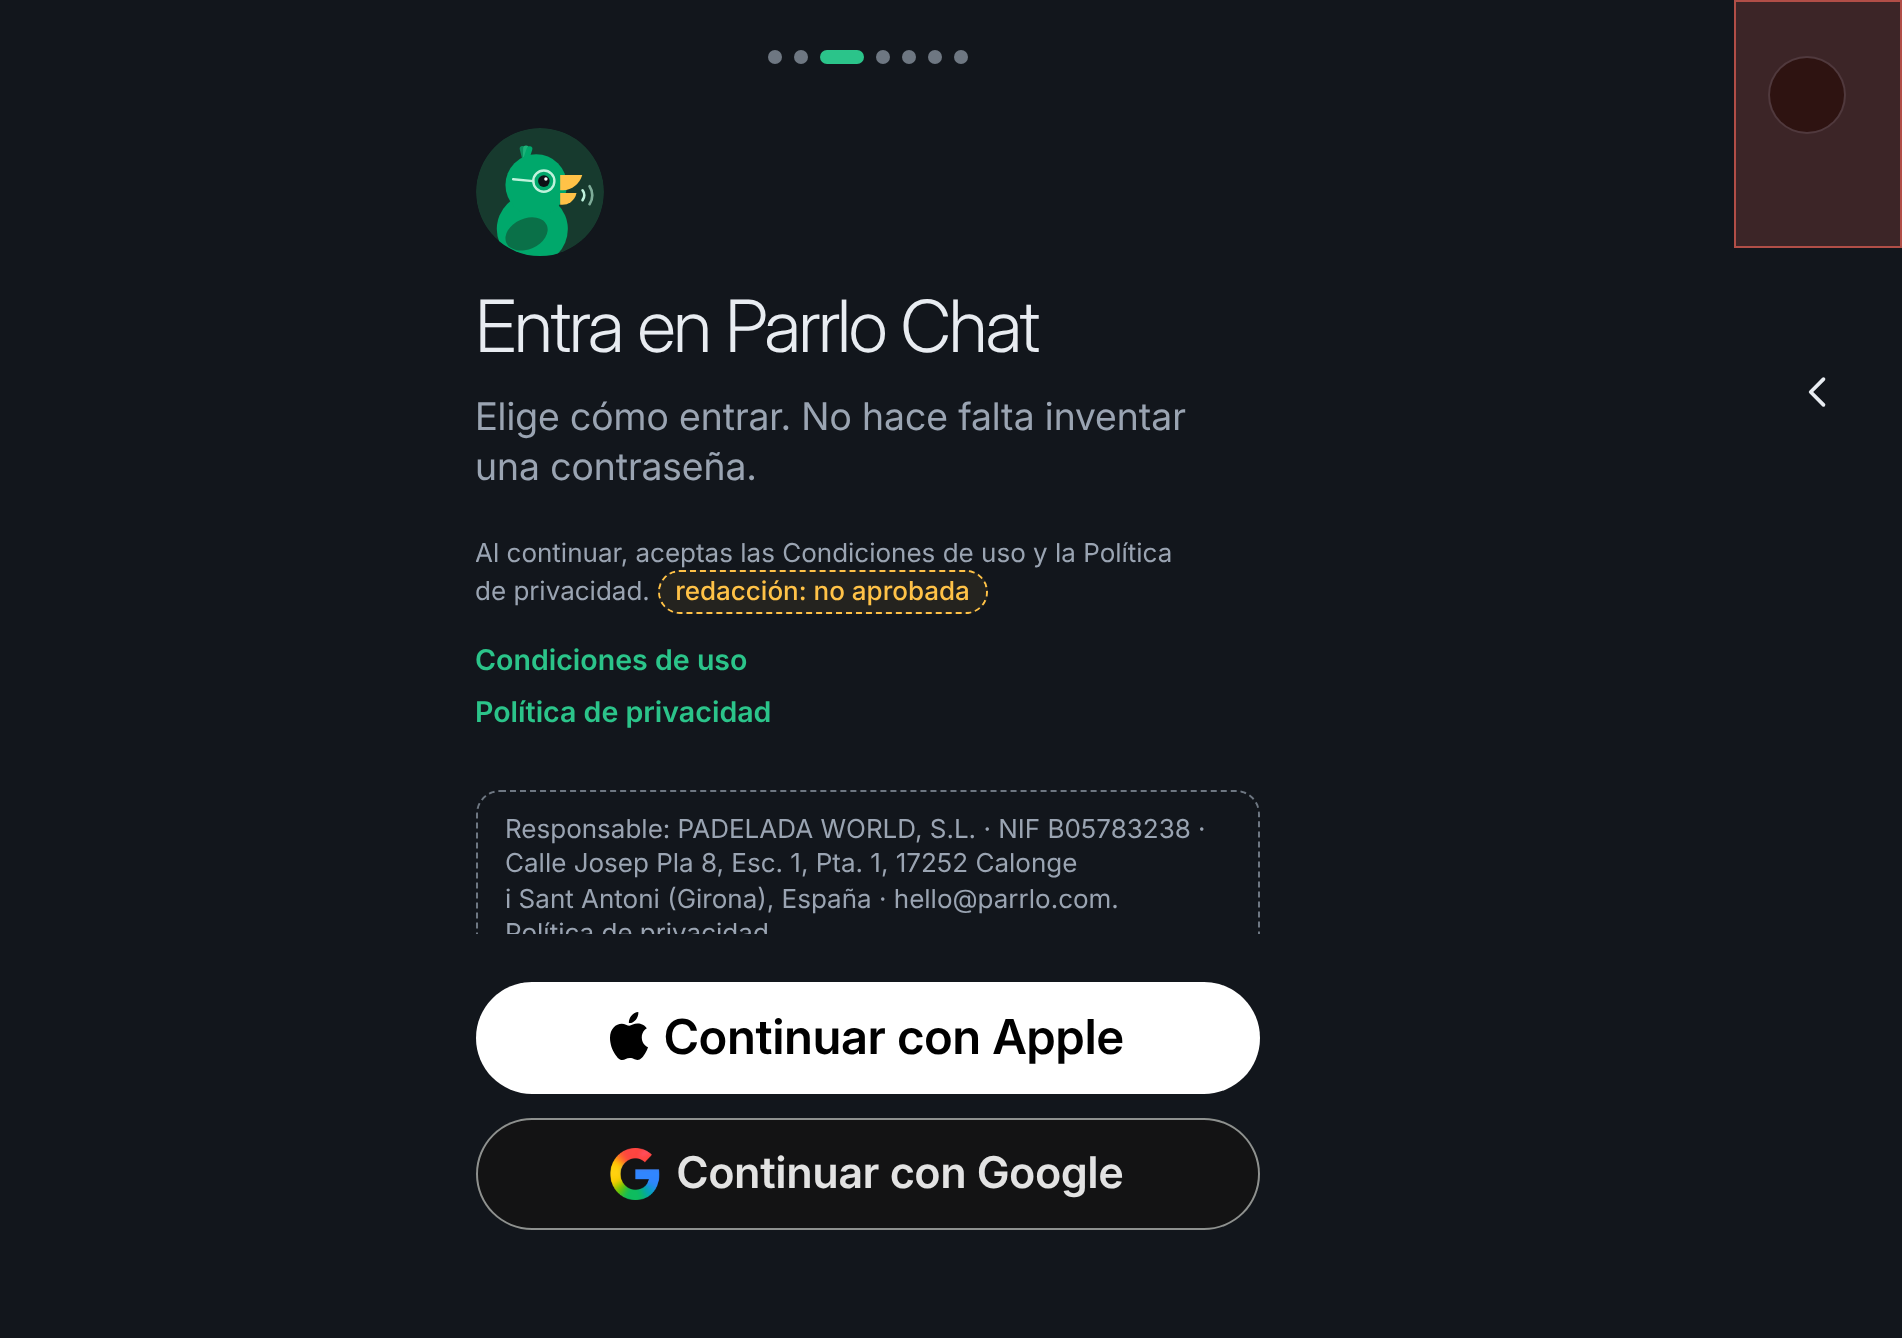 Entra en Parrlo Chat
Elige cómo entrar. No hace falta inventar
una contraseña.
Al continuar, aceptas las Condiciones de uso y la Política
de privacidad. redacción: no aprobada
Condiciones de uso
Política de privacidad
Responsable: PADELADA WORLD, S.L. · NIF B05783238 ·
Calle Josep Pla 8, Esc. 1, Pta. 1, 17252 Calonge
i Sant Antoni (Girona), España · hello@parrlo.com.
Política de privacidad
Continuar con Apple
Continuar con Google